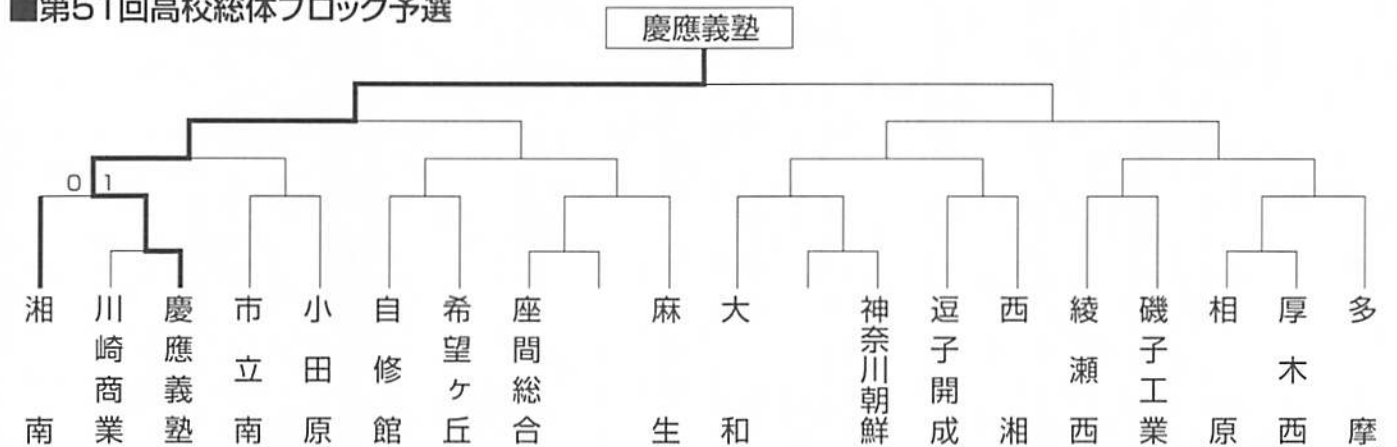 ■第51回高校総体ブロック予選
慶應義塾
0 1
湘南
川崎商業
慶應義塾
市立南
小田原
自修館
希望ヶ丘
座間総合
麻生
大和
神奈川朝鮮
逗子開成
西湘
綾瀬西
磯子工業
相原
厚木西
多摩